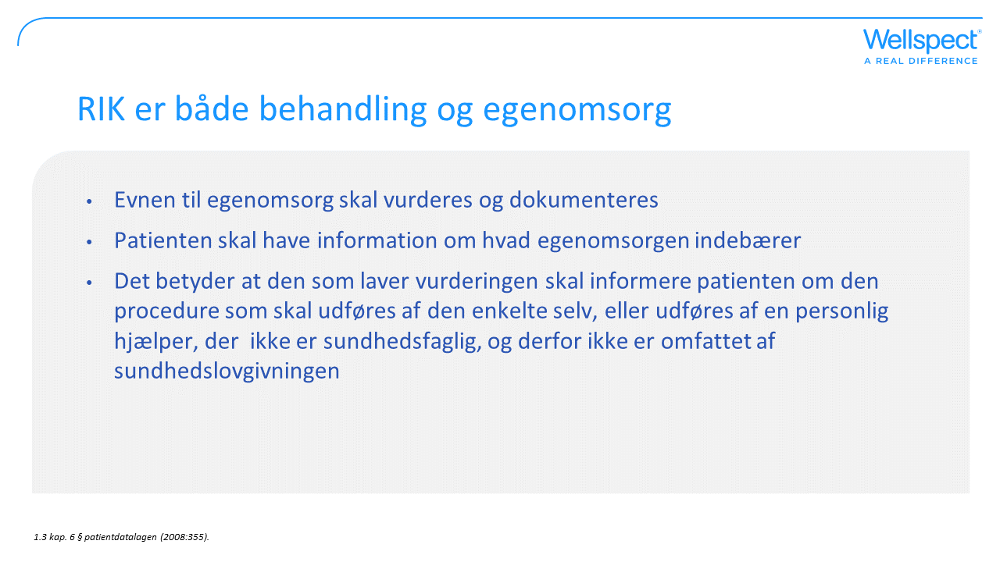 Wellspect®
A REAL DIFFERENCE
RIK er både behandling og egenomsorg
• Evnen til egenomsorg skal vurderes og dokumenteres
• Patienten skal have information om hvad egenomsorgen indebærer
• Det betyder at den som laver vurderingen skal informere patienten om den
procedure som skal udføres af den enkelte selv, eller udføres af en personlig
hjælper, der  ikke er sundhedsfaglig, og derfor ikke er omfattet af
sundhedslovgivningen
1.3 kap. 6 § patientdatalagen (2008:355).